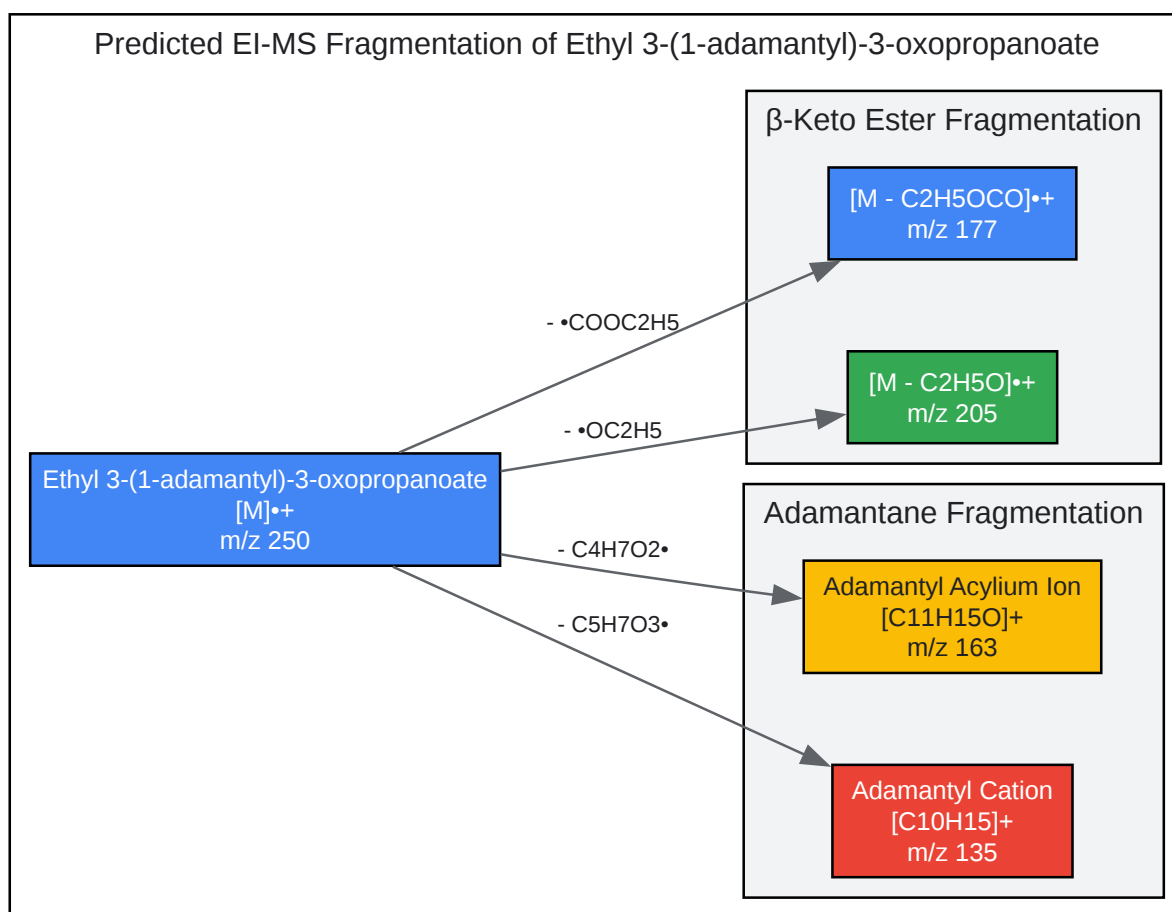 Predicted EI-MS Fragmentation of Ethyl 3-(1-adamantyl)-3-oxopropanoate
β-Keto Ester Fragmentation
[M - C2H5OCO]•+
m/z 177
- •COOC2H5
[M - C2H5O]•+
m/z 205
- •OC2H5
Ethyl 3-(1-adamantyl)-3-oxopropanoate
[M]•+
m/z 250
Adamantane Fragmentation
- C4H7O2•
Adamantyl Acylium Ion
[C11H15O]+
m/z 163
- C5H7O3•
Adamantyl Cation
[C10H15]+
m/z 135